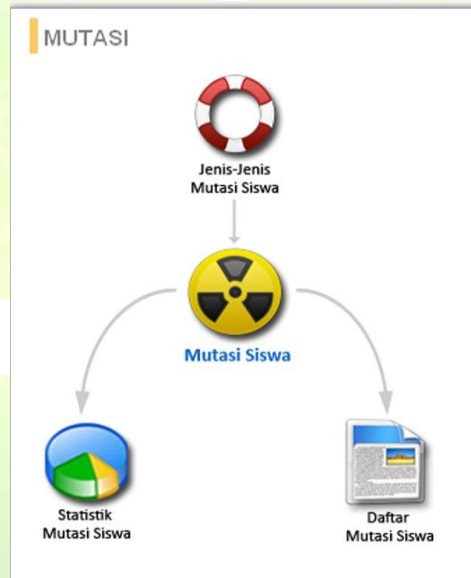 MUTASI
Jenis-Jenis
Mutasi Siswa
Mutasi Siswa
Statistik
Mutasi Siswa
Daftar
Mutasi Siswa